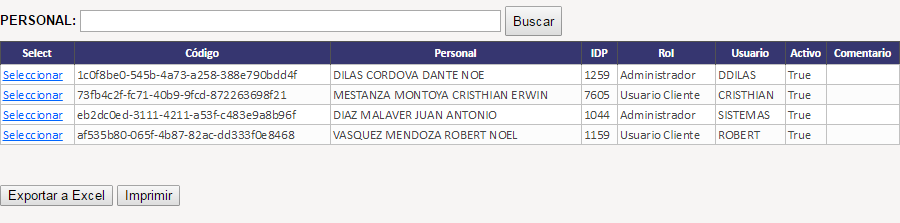 PERSONAL: Buscar
Select Código Personal IDP Rol Usuario Activo Comentario
Seleccionar 1c0f8be0-545b-4a73-a258-388e790bdd4f DILAS CORDOVA DANTE NOE 1259 Administrador DDILAS True
Seleccionar 73fb4c2f-fc71-40b9-9fcd-872263698f21 MESTANZA MONTOYA CRISTHIAN ERWIN 7605 Usuario Cliente CRISTHIAN True
Seleccionar eb2dc0ed-3111-4211-a53f-c483e9a8b96f DIAZ MALAVER JUAN ANTONIO 1044 Administrador SISTEMAS True
Seleccionar af535b80-065f-4b87-82ac-dd333f0e8468 VASQUEZ MENDOZA ROBERT NOEL 1159 Usuario Cliente ROBERT True
Exportar a Excel Imprimir